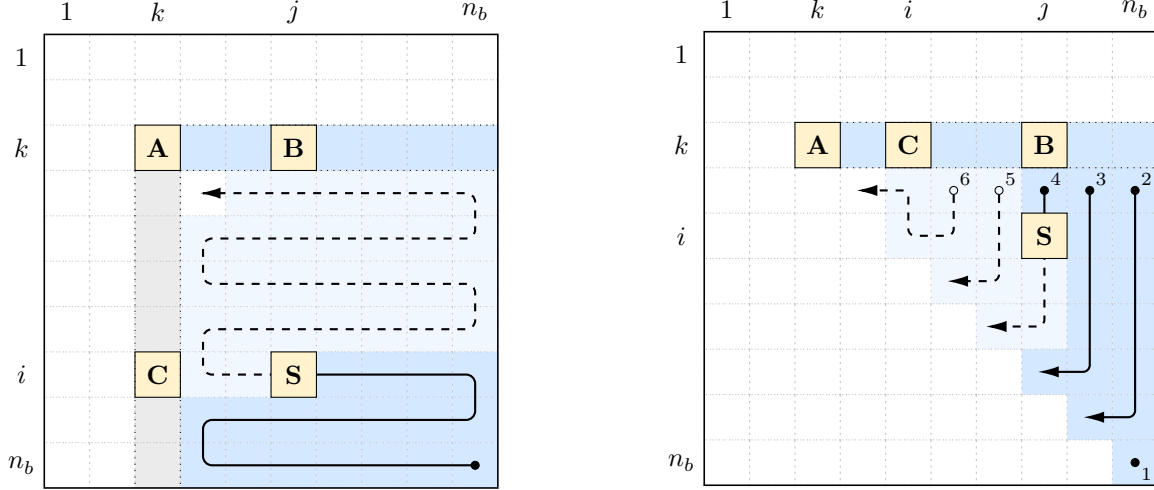 1 k j n_b
1
k A B
i C S
n_b
1 k i j n_b
1
k A C B
6 5 4 3 2
i S
n_b 1